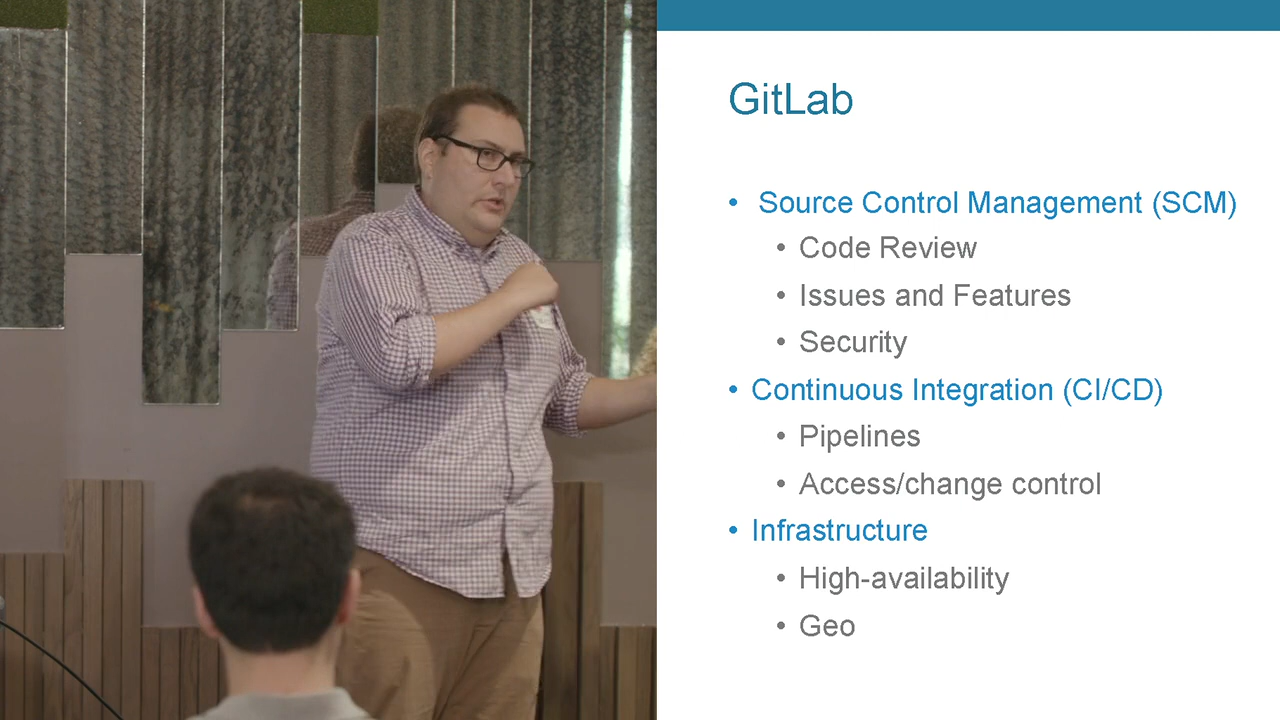 GitLab
• Source Control Management (SCM)
• Code Review
• Issues and Features
• Security
• Continuous Integration (CI/CD)
• Pipelines
• Access/change control
• Infrastructure
• High-availability
• Geo